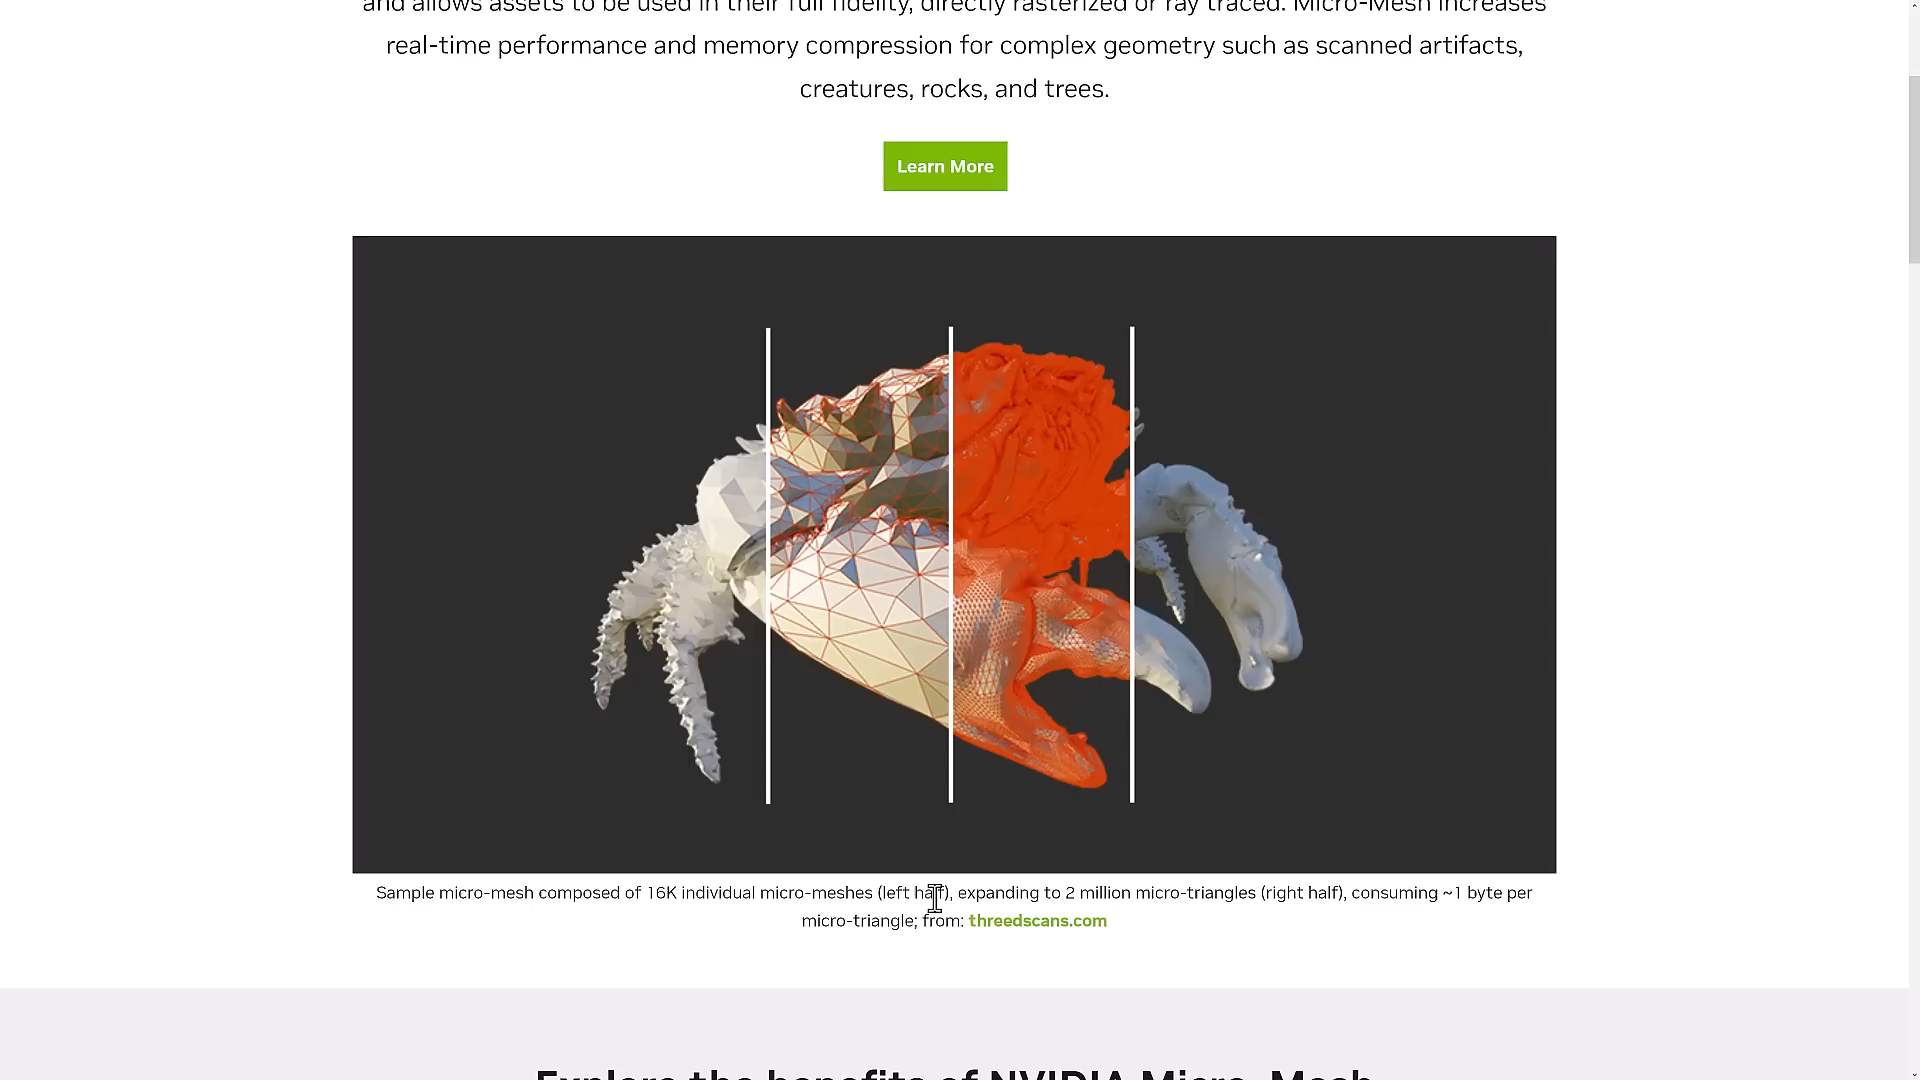 and allows assets to be used in their full fidelity, directly rasterized or ray traced. Micro-Mesh increases
real-time performance and memory compression for complex geometry such as scanned artifacts,
creatures, rocks, and trees.
Learn More
Sample micro-mesh composed of 16K individual micro-meshes (left half), expanding to 2 million micro-triangles (right half), consuming ~1 byte per
micro-triangle; from: threedscans.com
Explore the benefits of NVIDIA Micro-Mesh